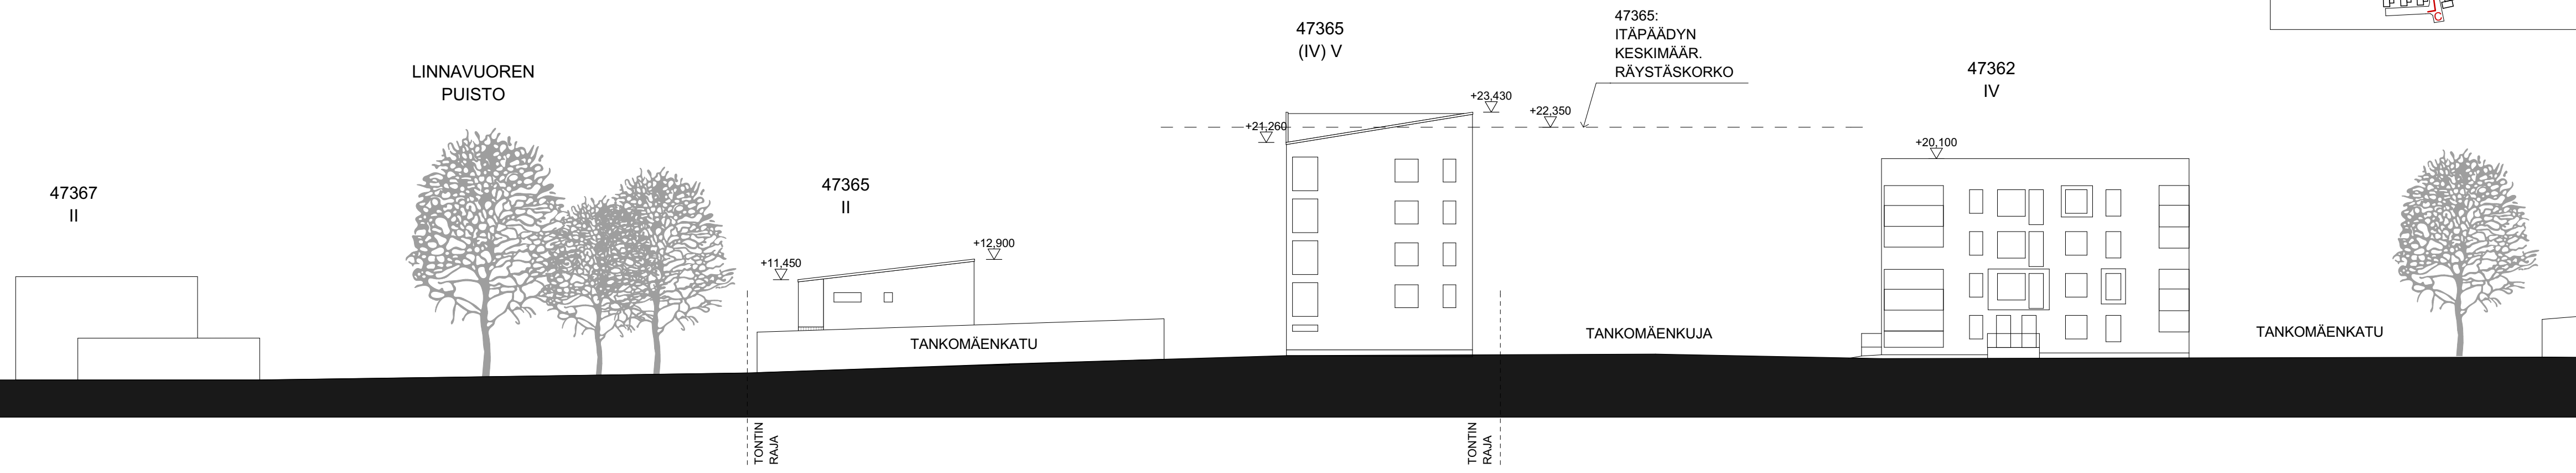 47367
II
LINNAVUOREN
PUISTO
47365
II
+11,450
+12,900
TANKOMÄENKATU
47365
(IV) V
+21,260
+23,430
+22,350
47365:
ITÄPÄÄDYN
KESKIMÄÄR.
RÄYSTÄSKORKO
TANKOMÄENKUJA
47362
IV
+20,100
TANKOMÄENKATU
C
TONTIN
RAJA
TONTIN
RAJA